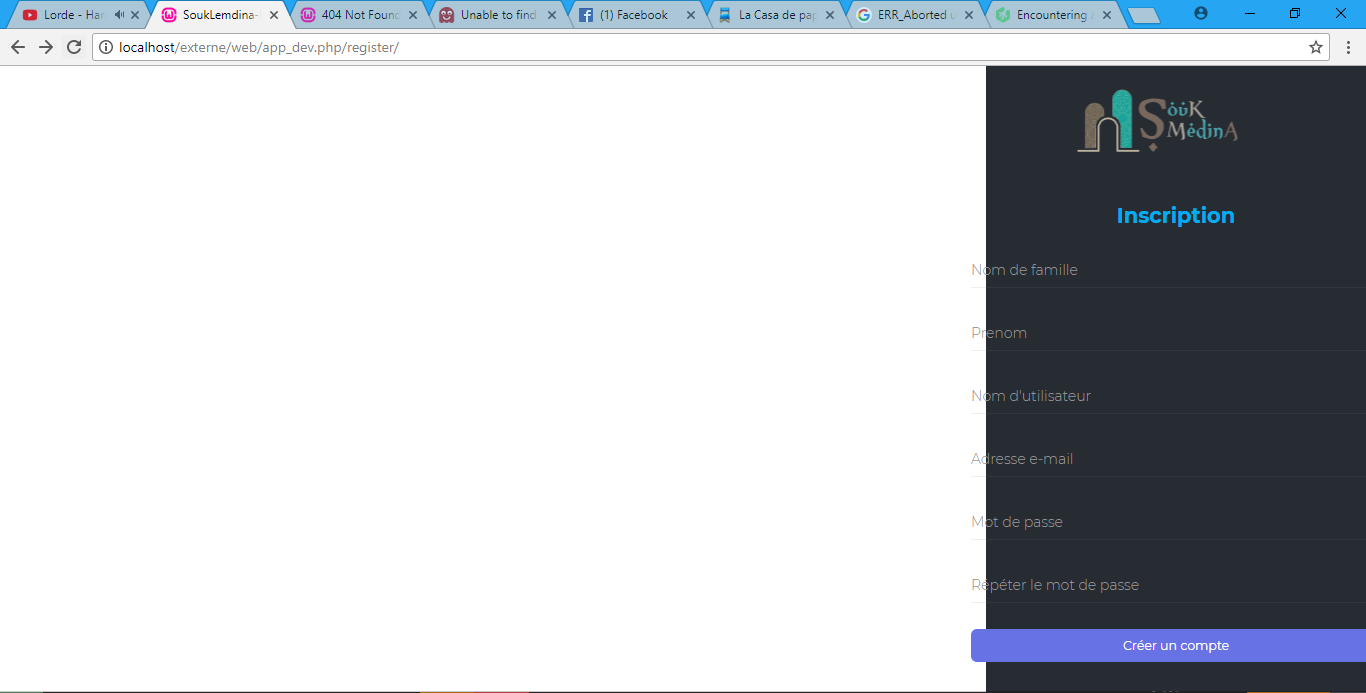 Lorde - Har
SoukLemdina-
404 Not Found
Unable to find
(1) Facebook
La Casa de pap
ERR_Aborted u
Encountering
localhost/externe/web/app_dev.php/register/
Souk
Medina
Inscription
Nom de famille
Prenom
Nom d'utilisateur
Adresse e-mail
Mot de passe
Répéter le mot de passe
Créer un compte